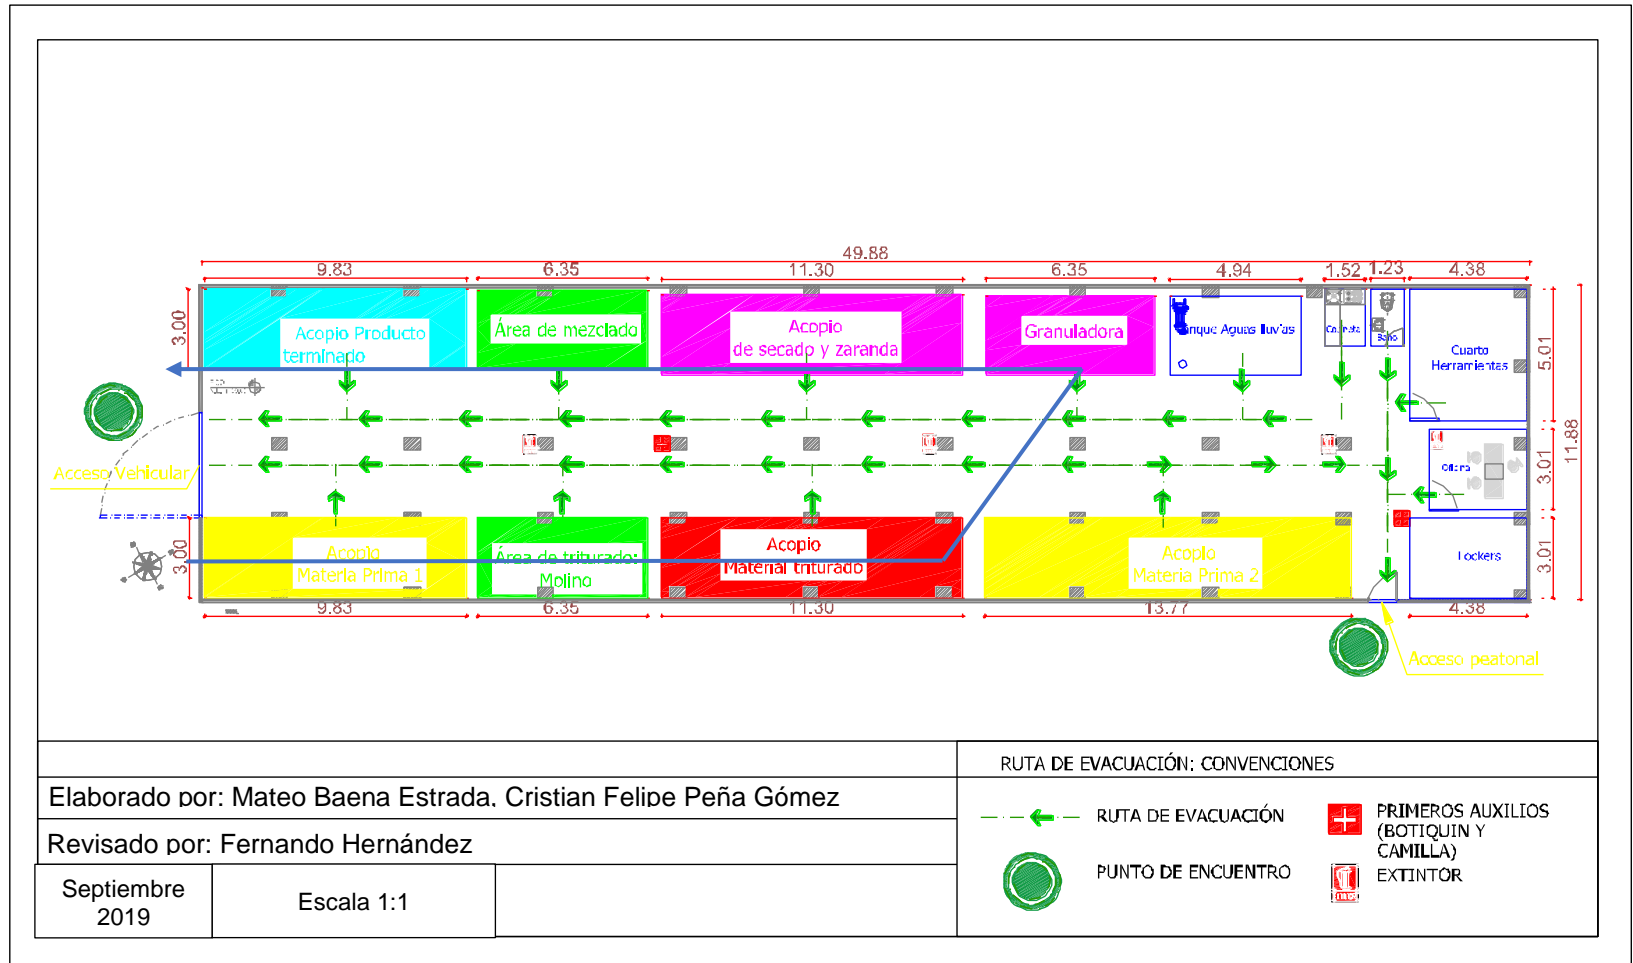 49.88
9.83
6.35
11.30
6.35
4.94
1.52
1.23
4.38
3.00
Acopio Producto
terminado
Área de mezclado
Acopio
de secado y zaranda
Granuladora
Aguas lluvias
Baño
Cuarto
Herramientas
5.01
11.88
Acceso Vehicular
Oficina
3.01
3.00
Acopio
Materia Prima 1
Área de triturado:
Molino
Acopio
Material triturado
Acopio
Materia Prima 2
Lockers
3.01
9.83
6.35
11.30
13.77
4.38
Acceso peatonal
RUTA DE EVACUACIÓN: CONVENCIONES
Elaborado por: Mateo Baena Estrada, Cristian Felipe Peña Gómez
Revisado por: Fernando Hernández
Septiembre
2019
Escala 1:1
RUTA DE EVACUACIÓN
PRIMEROS AUXILIOS
(BOTIQUIN Y
CAMILLA)
PUNTO DE ENCUENTRO
EXTINTOR